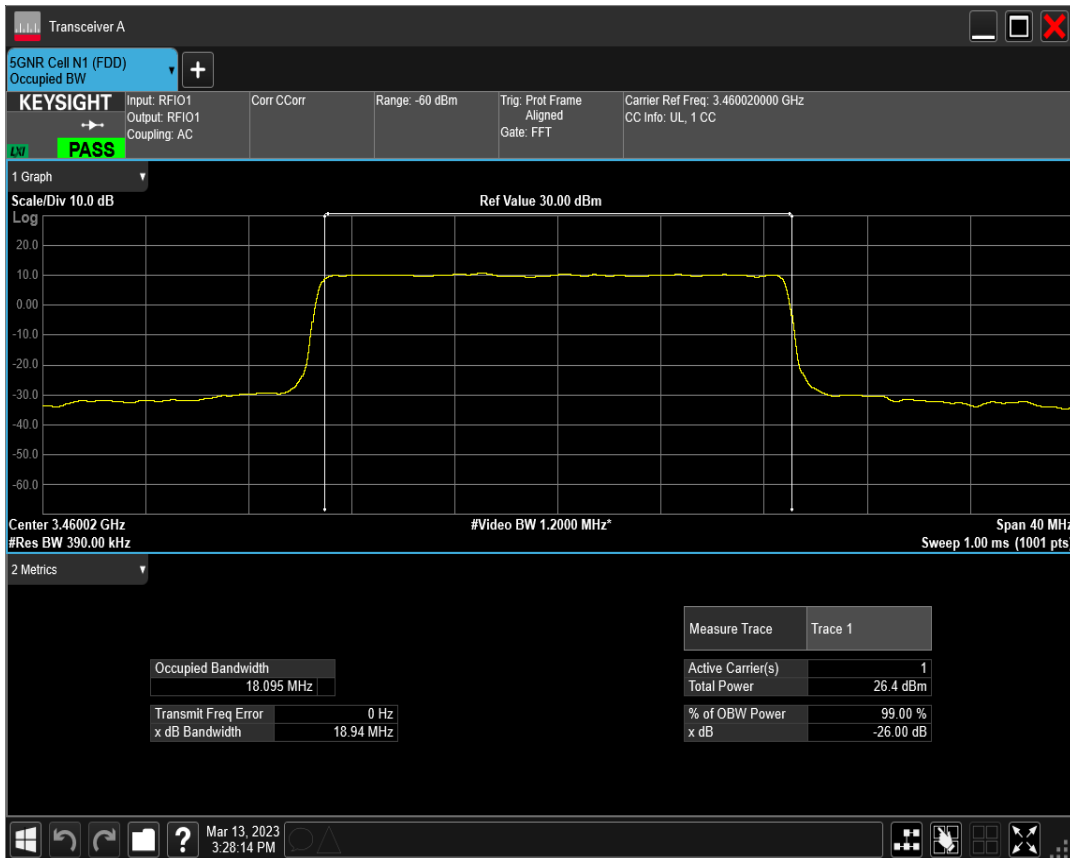 Transceiver A
5GNR Cell N1 (FDD)
Occupied BW
+
KEYSIGHT
LXI
PASS
Input: RFIO1
Output: RFIO1
Coupling: AC
Corr CCorr
Range: -60 dBm
Trig: Prot Frame
Aligned
Gate: FFT
Carrier Ref Freq: 3.460020000 GHz
CC Info: UL, 1 CC
1 Graph
Scale/Div 10.0 dB
Ref Value 30.00 dBm
Log
20.0
10.0
0.00
-10.0
-20.0
-30.0
-40.0
-50.0
-60.0
Center 3.46002 GHz
#Video BW 1.2000 MHz*
Span 40 MHz
#Res BW 390.00 kHz
Sweep 1.00 ms (1001 pts)
2 Metrics
Measure Trace Trace 1
Occupied Bandwidth
18.095 MHz
Transmit Freq Error 0 Hz
x dB Bandwidth 18.94 MHz
Active Carrier(s) 1
Total Power 26.4 dBm
% of OBW Power 99.00 %
x dB -26.00 dB
?
Mar 13, 2023
3:28:14 PM